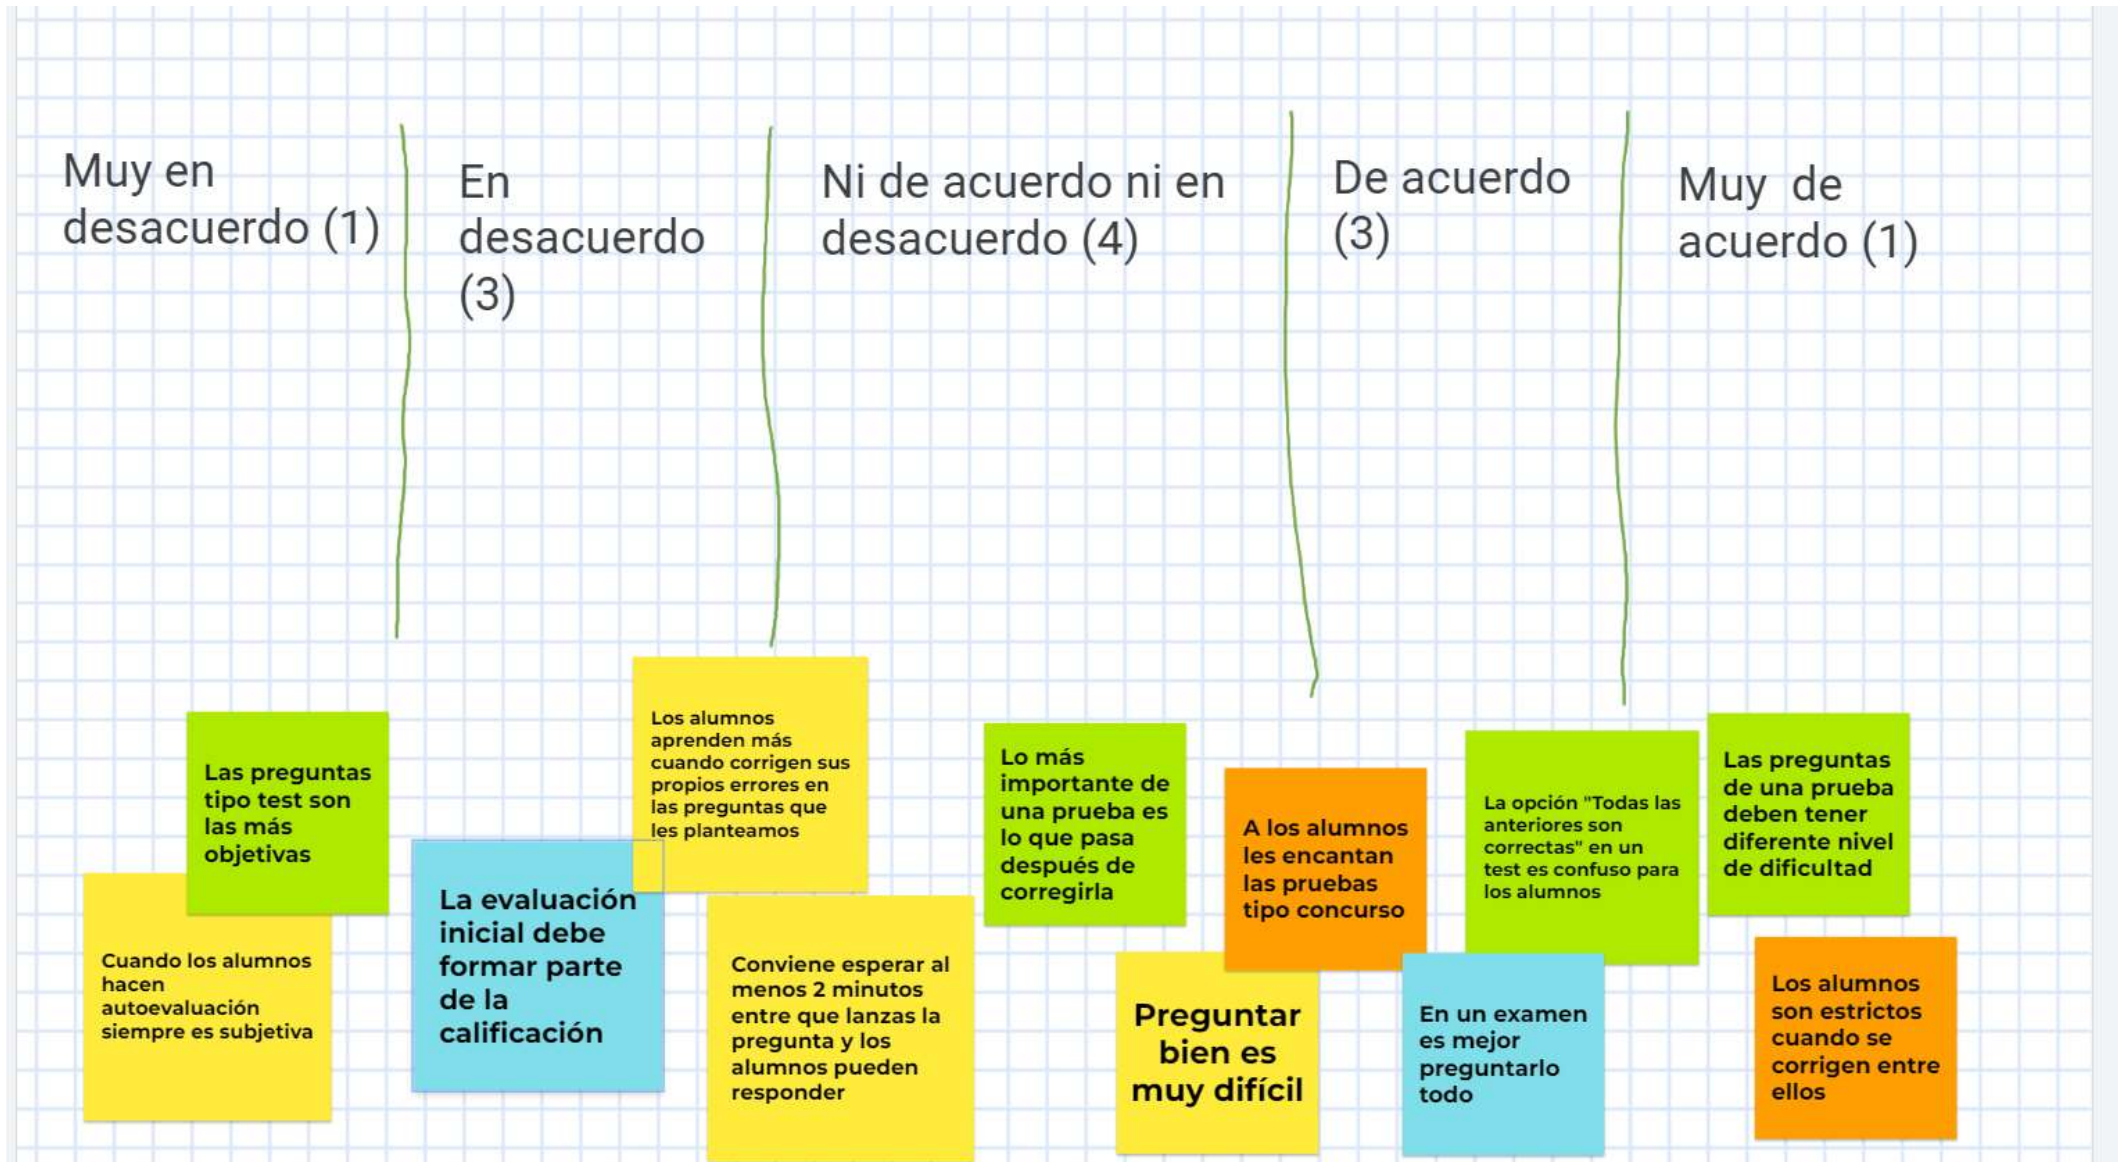 Muy en
desacuerdo (1)
En
desacuerdo
(3)
Ni de acuerdo ni en
desacuerdo (4)
De acuerdo
(3)
Muy de
acuerdo (1)
Las preguntas
tipo test son
las más
objetivas
Cuando los alumnos
hacen
autoevaluación
siempre es subjetiva
La evaluación
inicial debe
formar parte
de la
calificación
Los alumnos
aprenden más
cuando corrigen sus
propios errores en
las preguntas que
les planteamos
Conviene esperar al
menos 2 minutos
entre que lanzas la
pregunta y los
alumnos pueden
responder
Lo más
importante de
una prueba es
lo que pasa
después de
corregirla
Preguntar
bien es
muy difícil
A los alumnos
les encantan
las pruebas
tipo concurso
En un examen
es mejor
preguntarlo
todo
La opción "Todas las
anteriores son
correctas" en un
test es confuso para
los alumnos
Las preguntas
de una prueba
deben tener
diferente nivel
de dificultad
Los alumnos
son estrictos
cuando se
corrigen entre
ellos